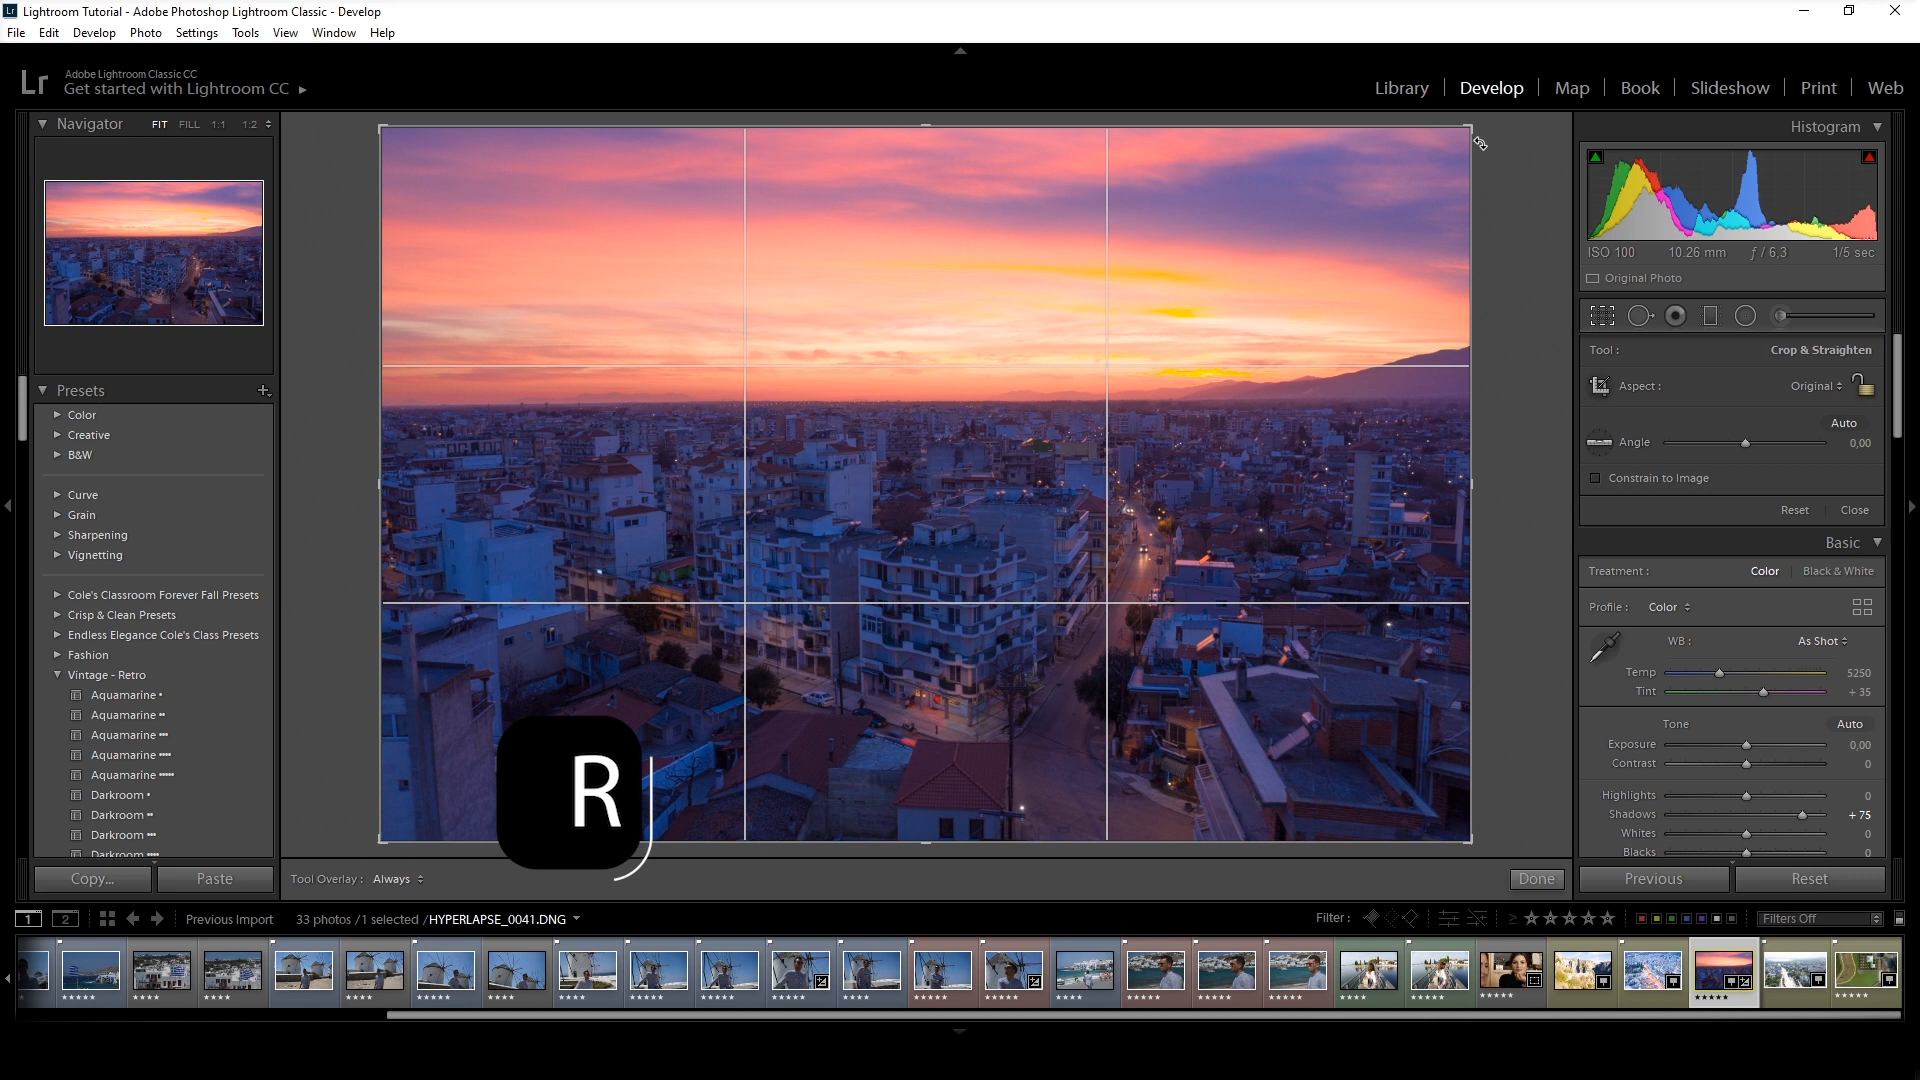 Lightroom Tutorial - Adobe Photoshop Lightroom Classic - Develop
File Edit Develop Photo Settings Tools View Window Help
Lr
Adobe Lightroom Classic CC
Get started with Lightroom CC
Library Develop Map Book Slideshow Print Web
Navigator FIT FILL 1:1 1:2
Presets
Color
Creative
B&W
Curve
Grain
Sharpening
Vignetting
Cole's Classroom Forever Fall Presets
Crisp & Clean Presets
Endless Elegance Cole's Class Presets
Fashion
Vintage - Retro
Aquamarine •
Aquamarine ••
Aquamarine •••
Aquamarine ••••
Aquamarine •••••
Darkroom •
Darkroom ••
Darkroom •••
Darkroom ••••
Copy... Paste
R
Tool Overlay : Always
Done
Histogram
ISO 100 10.26 mm ƒ / 6,3 1/5 sec
Original Photo
Tool : Crop & Straighten
Aspect : Original
Auto
Angle 0,00
Constrain to Image
Reset Close
Basic
Treatment : Color Black & White
Profile : Color
WB : As Shot
Temp 5250
Tint + 35
Tone Auto
Exposure 0,00
Contrast 0
Highlights 0
Shadows + 75
Whites 0
Blacks 0
Previous Reset
1 2 Previous Import 33 photos / 1 selected / HYPERLAPSE_0041.DNG
Filter : Filters Off